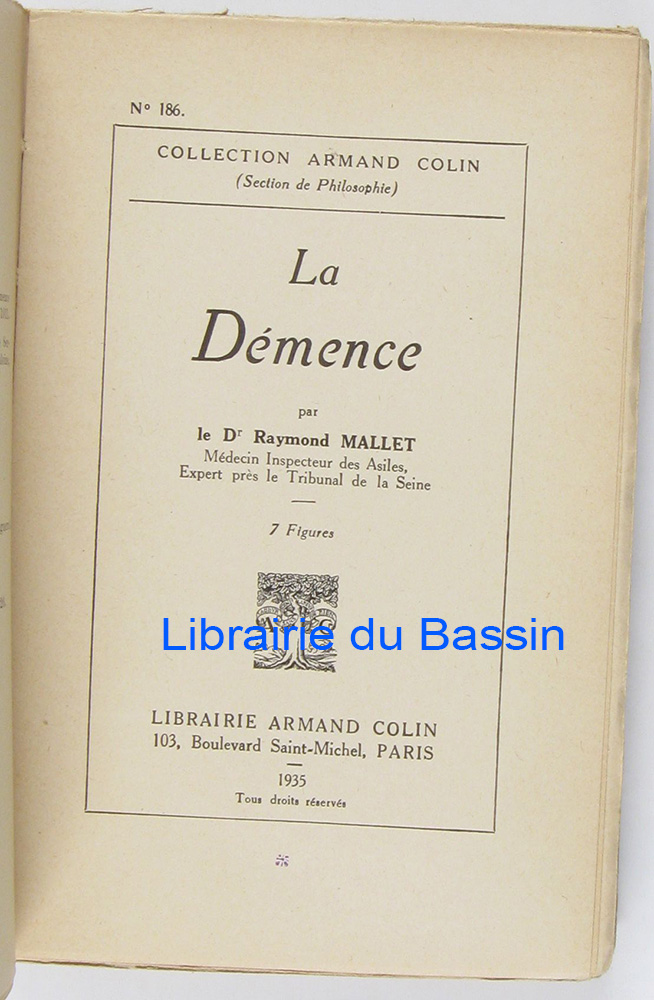 Nº 186.
COLLECTION ARMAND COLIN
(Section de Philosophie)
La
Démence
par
le Dr Raymond MALLET
Médecin Inspecteur des Asiles,
Expert près le Tribunal de la Seine
7 Figures
Librairie du Bassin
LIBRAIRIE ARMAND COLIN
103, Boulevard Saint-Michel, PARIS
1935
Tous droits réservés